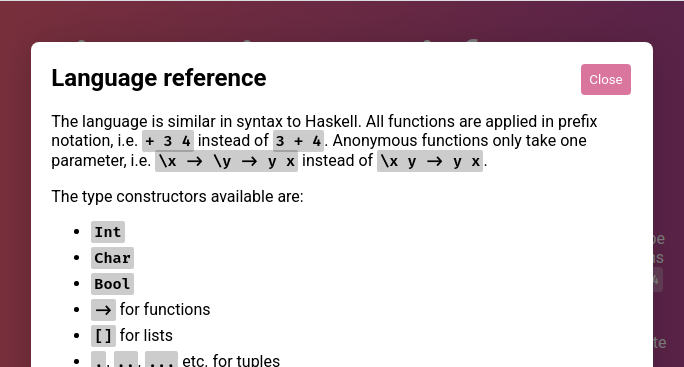 Language reference
Close
The language is similar in syntax to Haskell. All functions are applied in prefix
notation, i.e. + 3 4 instead of 3 + 4. Anonymous functions only take one
parameter, i.e. \x → \y → y x instead of \x y → y x.
The type constructors available are:
Int
Char
Bool
→ for functions
[] for lists
., .., ... etc. for tuples